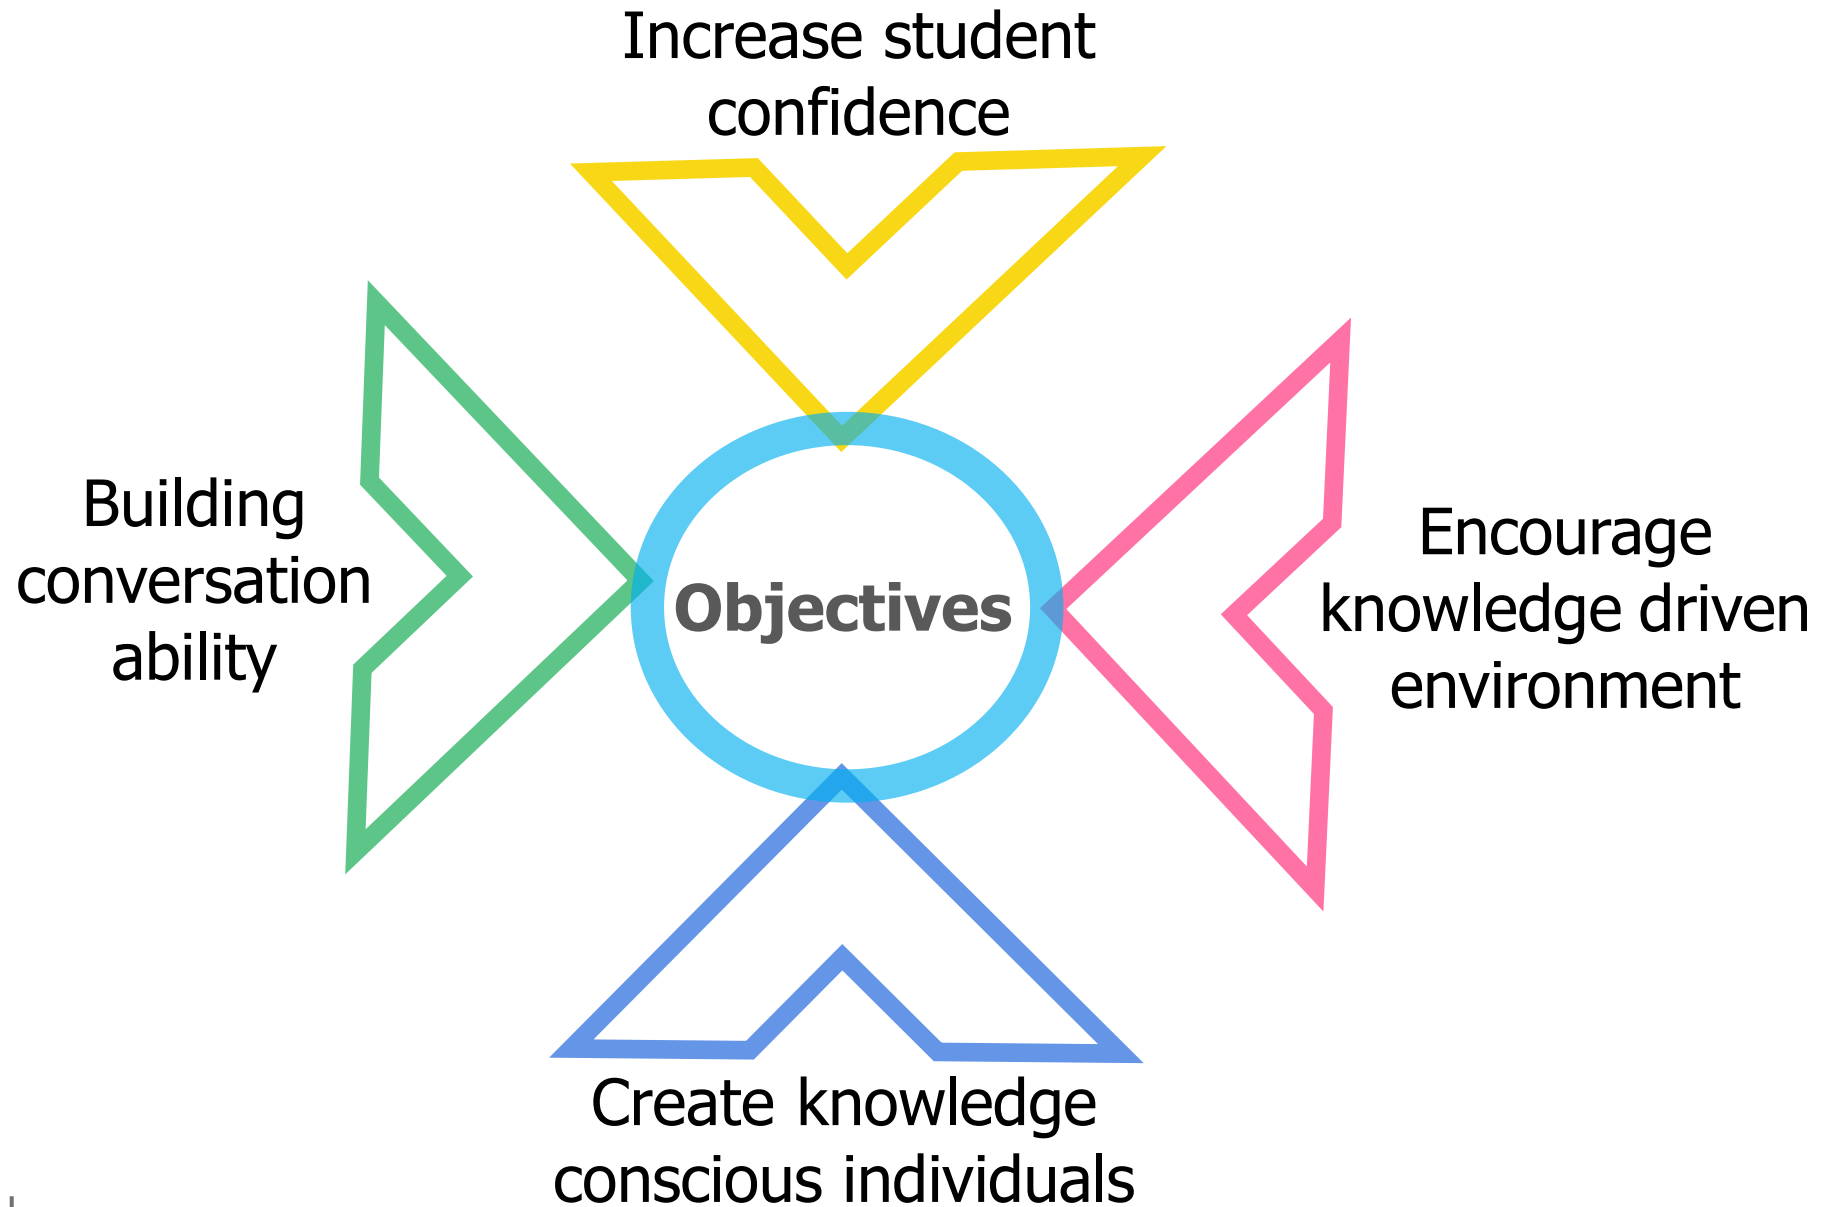 Increase student
confidence
Building
conversation
ability
Objectives
Encourage
knowledge driven
environment
Create knowledge
conscious individuals